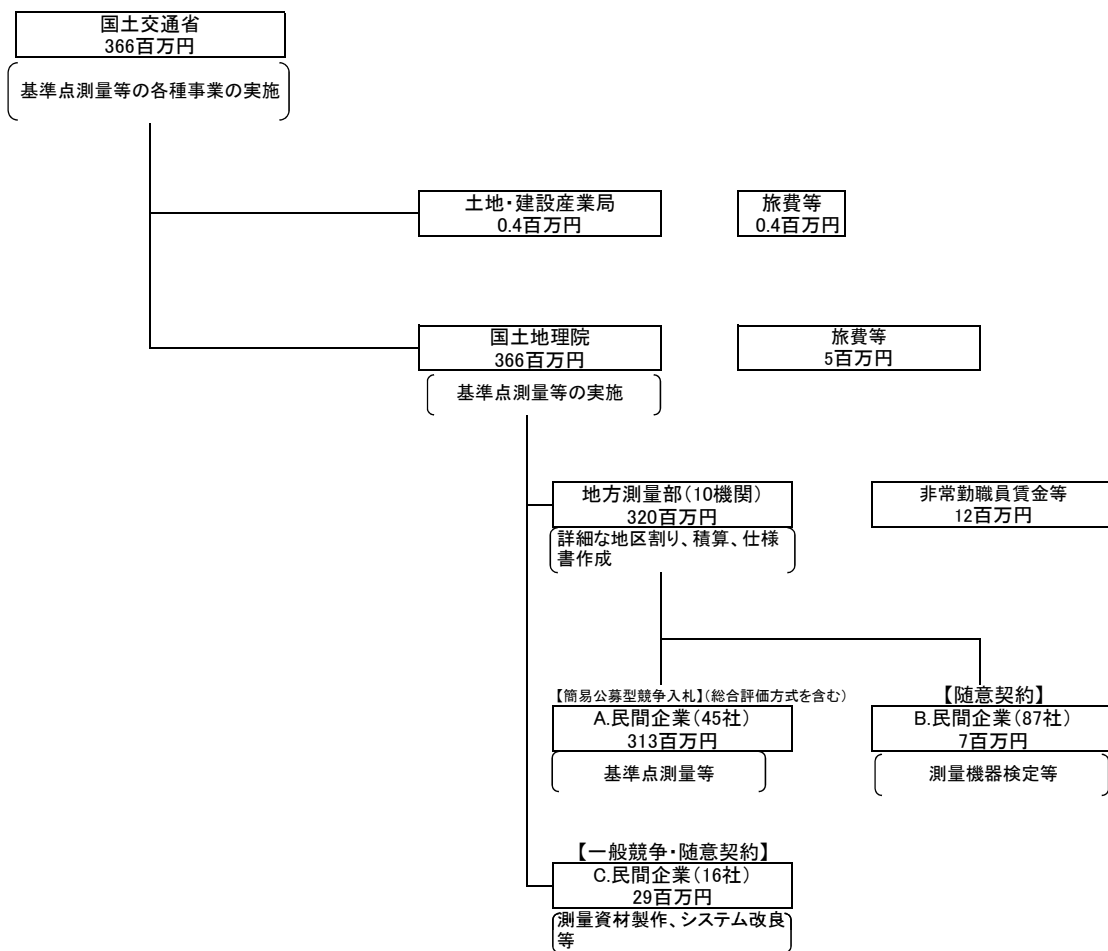 国土交通省
366百万円
基準点測量等の各種事業の実施
土地・建設産業局
0.4百万円
旅費等
0.4百万円
国土地理院
366百万円
旅費等
5百万円
基準点測量等の実施
地方測量部(10機関)
320百万円
非常勤職員賃金等
12百万円
詳細な地区割り、積算、仕様
書作成
【簡易公募型競争入札】(総合評価方式を含む)
A.民間企業(45社)
313百万円
基準点測量等
【随意契約】
B.民間企業(87社)
7百万円
測量機器検定等
【一般競争・随意契約】
C.民間企業(16社)
29百万円
測量資材製作、システム改良
等